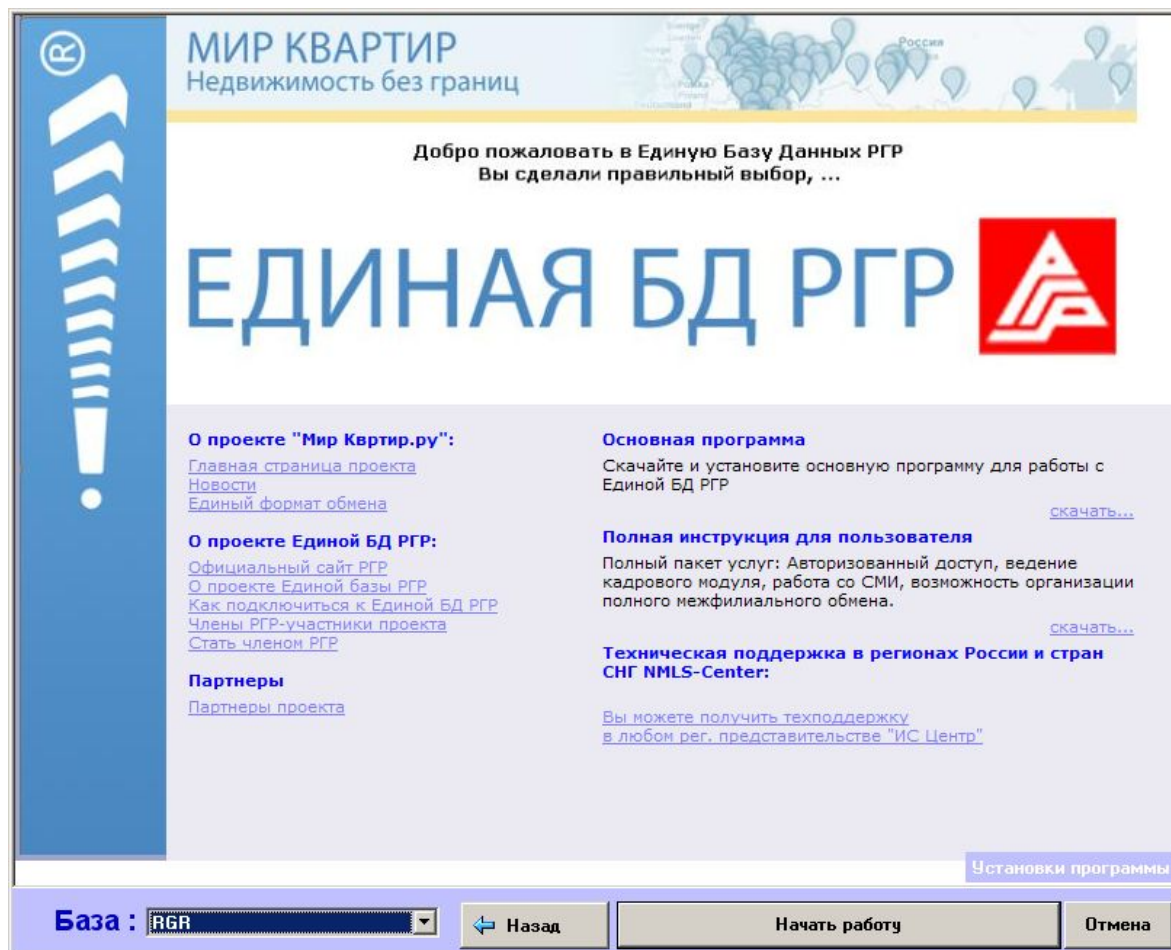 ®
МИР КВАРТИР
Недвижимость без границ
Россия
Добро пожаловать в Единую Базу Данных РГР
Вы сделали правильный выбор, ...
ЕДИНАЯ БД РГР
О проекте "Мир Квртир.ру":
Главная страница проекта
Новости
Единый формат обмена
О проекте Единой БД РГР:
Официальный сайт РГР
О проекте Единой базы РГР
Как подключиться к Единой БД РГР
Члены РГР-участники проекта
Стать членом РГР
Партнеры
Партнеры проекта
Основная программа
Скачайте и установите основную программу для работы с
Единой БД РГР
скачать...
Полная инструкция для пользователя
Полный пакет услуг: Авторизованный доступ, ведение
кадрового модуля, работа со СМИ, возможность организации
полного межфилиального обмена.
скачать...
Техническая поддержка в регионах России и стран
СНГ NMLS-Center:
Вы можете получить техподдержку
в любом рег. представительстве "ИС Центр"
Установки программы
База : RGR
Назад
Начать работу
Отмена